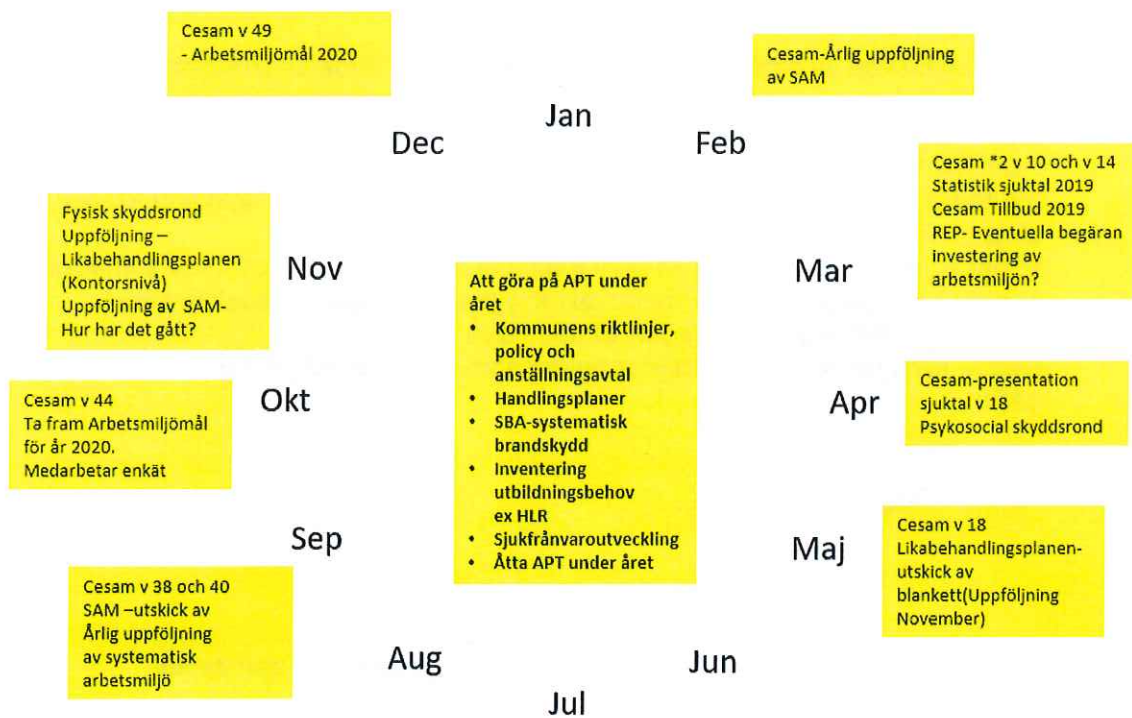 Cesam v 49
- Arbetsmiljömål 2020
Cesam-Årlig uppföljning
av SAM
Jan
Dec
Feb
Cesam *2 v 10 och v 14
Statistik sjuktal 2019
Cesam Tillbud 2019
REP- Eventuella begäran
investering av
arbetsmiljön?
Fysisk skyddsrond
Uppföljning –
Likabehandlingsplanen
(Kontorsnivå)
Uppföljning av SAM-
Hur har det gått?
Nov
Mar
Att göra på APT under
året
• Kommunens riktlinjer,
policy och
anställningsavtal
• Handlingsplaner
• SBA-systematisk
brandskydd
• Inventering
utbildningsbehov
ex HLR
• Sjukfrånvaroutveckling
• Åtta APT under året
Cesam v 44
Ta fram Arbetsmiljömål
för år 2020.
Medarbetar enkät
Okt
Apr
Cesam-presentation
sjuktal v 18
Psykosocial skyddsrond
Sep
Maj
Cesam v 18
Likabehandlingsplanen-
utskick av
blankett(Uppföljning
November)
Cesam v 38 och 40
SAM –utskick av
Årlig uppföljning
av systematisk
arbetsmiljö
Aug
Jun
Jul